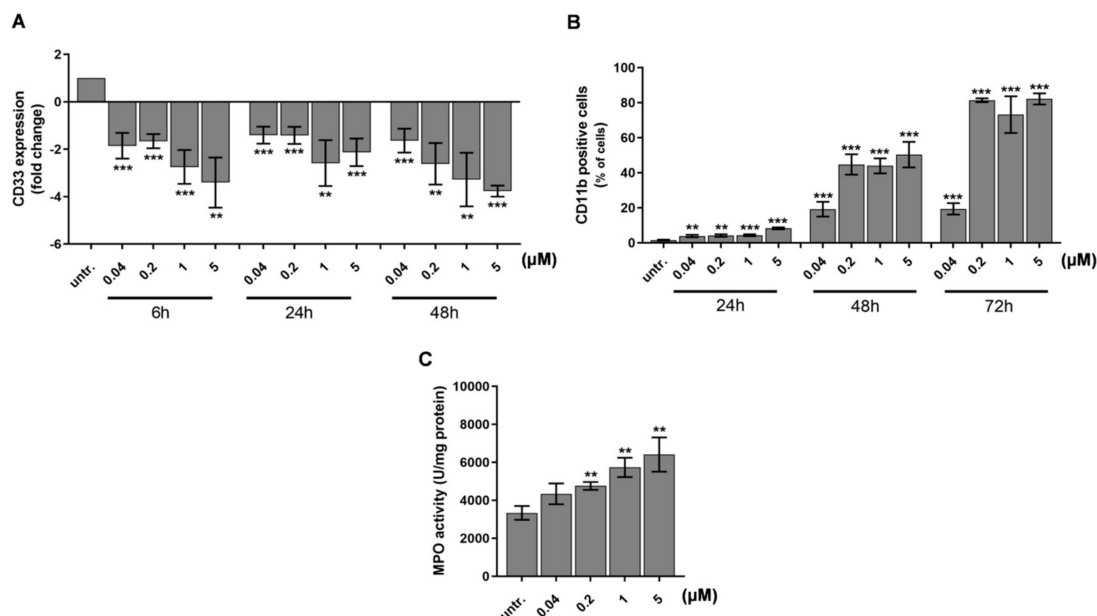 A
CD33 expression
(fold change)
2
0
-2
-4
-6
*** *** *** **
*** *** ** ***
*** ** ** ***
untr. 0.04 0.2 1 5 0.04 0.2 1 5 0.04 0.2 1 5 (µM)
6h 24h 48h
B
CD11b positive cells
(% of cells)
100
80
60
40
20
0
** ** *** ***
*** *** *** ***
*** *** *** ***
untr. 0.04 0.2 1 5 0.04 0.2 1 5 0.04 0.2 1 5 (µM)
24h 48h 72h
C
MPO activity (U/mg protein)
10000
8000
6000
4000
2000
0
** ** **
untr. 0.04 0.2 1 5 (µM)